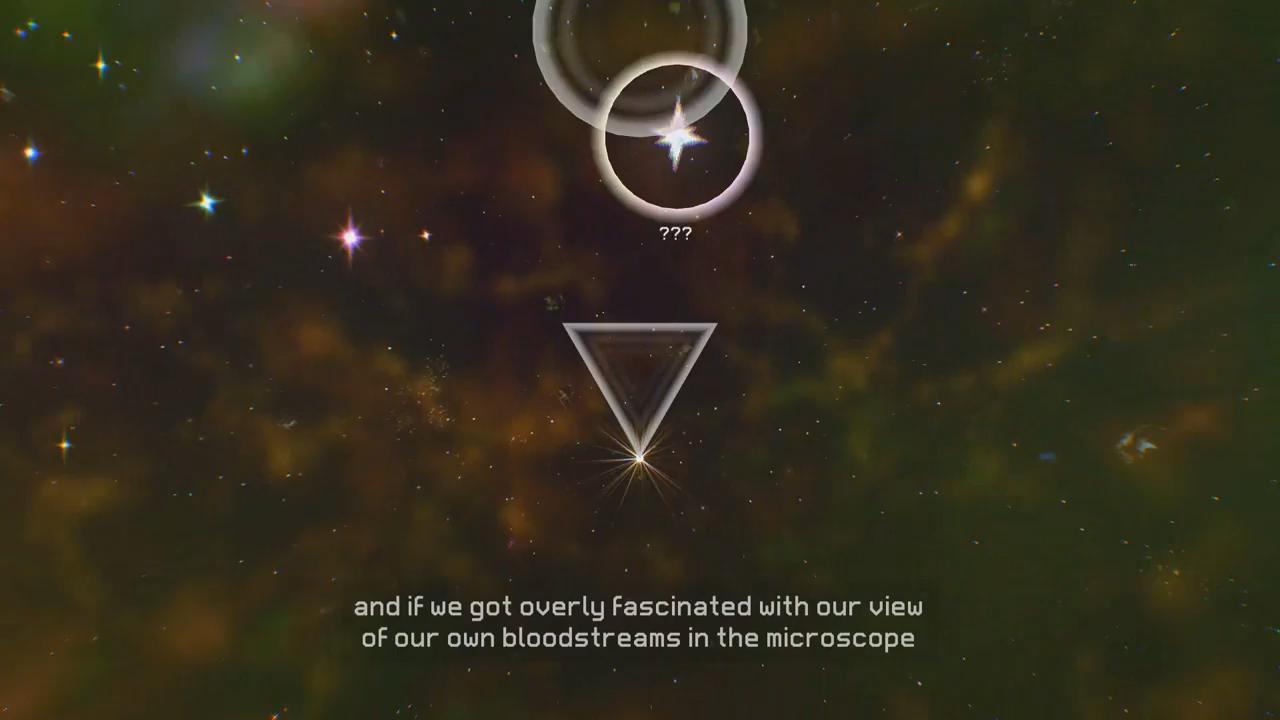 ???
and if we got overly fascinated with our view
of our own bloodstreams in the microscope